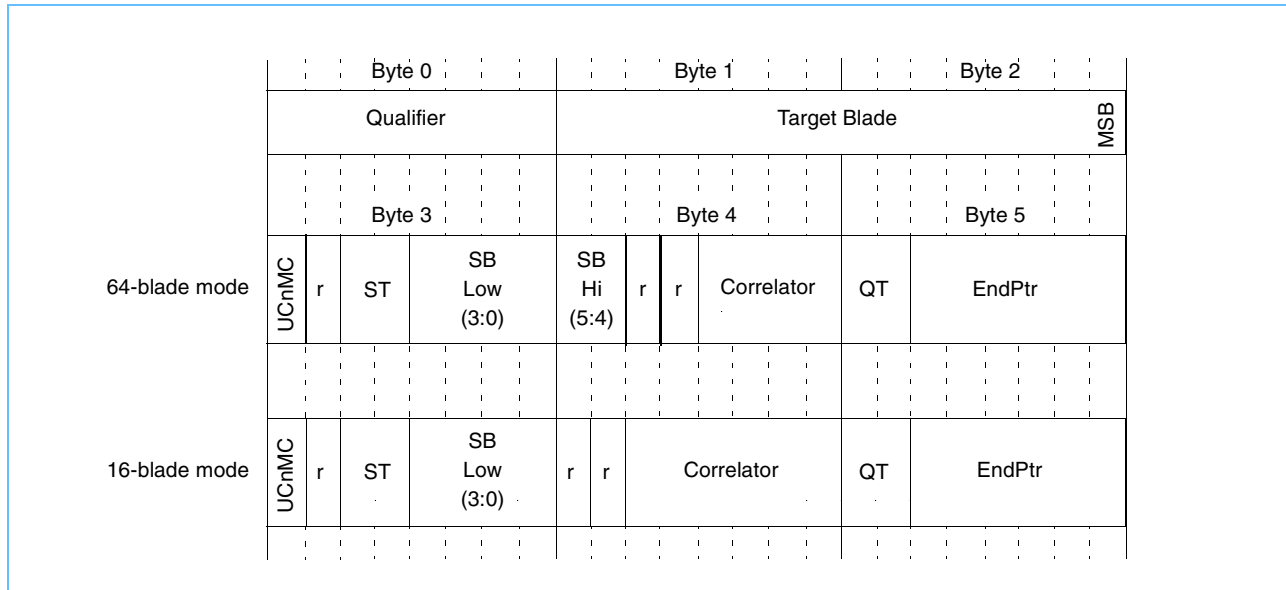 Byte 0 Byte 1 Byte 2
Qualifier Target Blade MSB
Byte 3 Byte 4 Byte 5
64-blade mode UCnMC r ST SB Low (3:0) SB Hi (5:4) r r Correlator QT EndPtr
16-blade mode UCnMC r ST SB Low (3:0) r r Correlator QT EndPtr